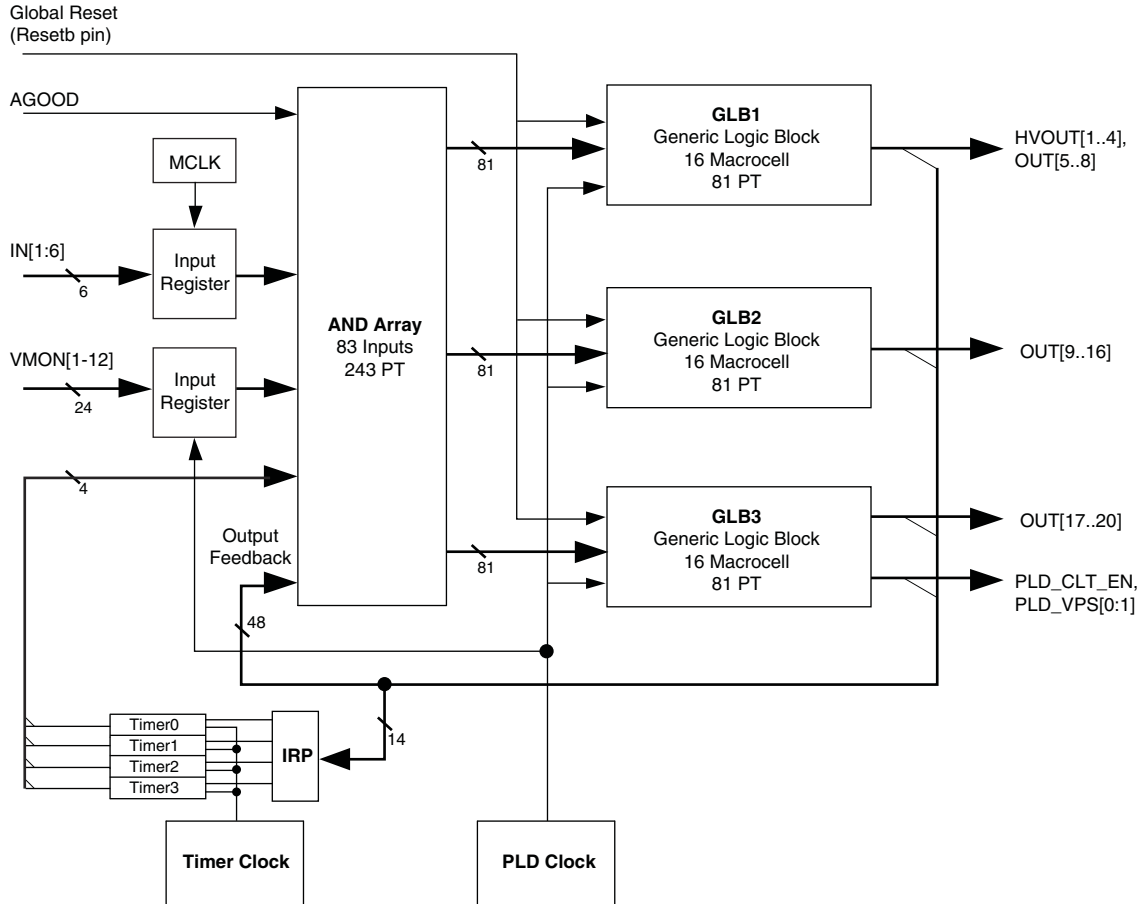 Global Reset
(Resetb pin)
AGOOD
MCLK
IN[1:6]
6
Input
Register
VMON[1-12]
24
Input
Register
4
Output
Feedback
48
AND Array
83 Inputs
243 PT
81
81
81
GLB1
Generic Logic Block
16 Macrocell
81 PT
HVOUT[1..4],
OUT[5..8]
GLB2
Generic Logic Block
16 Macrocell
81 PT
OUT[9..16]
GLB3
Generic Logic Block
16 Macrocell
81 PT
OUT[17..20]
PLD_CLT_EN,
PLD_VPS[0:1]
14
Timer0
Timer1
Timer2
Timer3
IRP
Timer Clock
PLD Clock